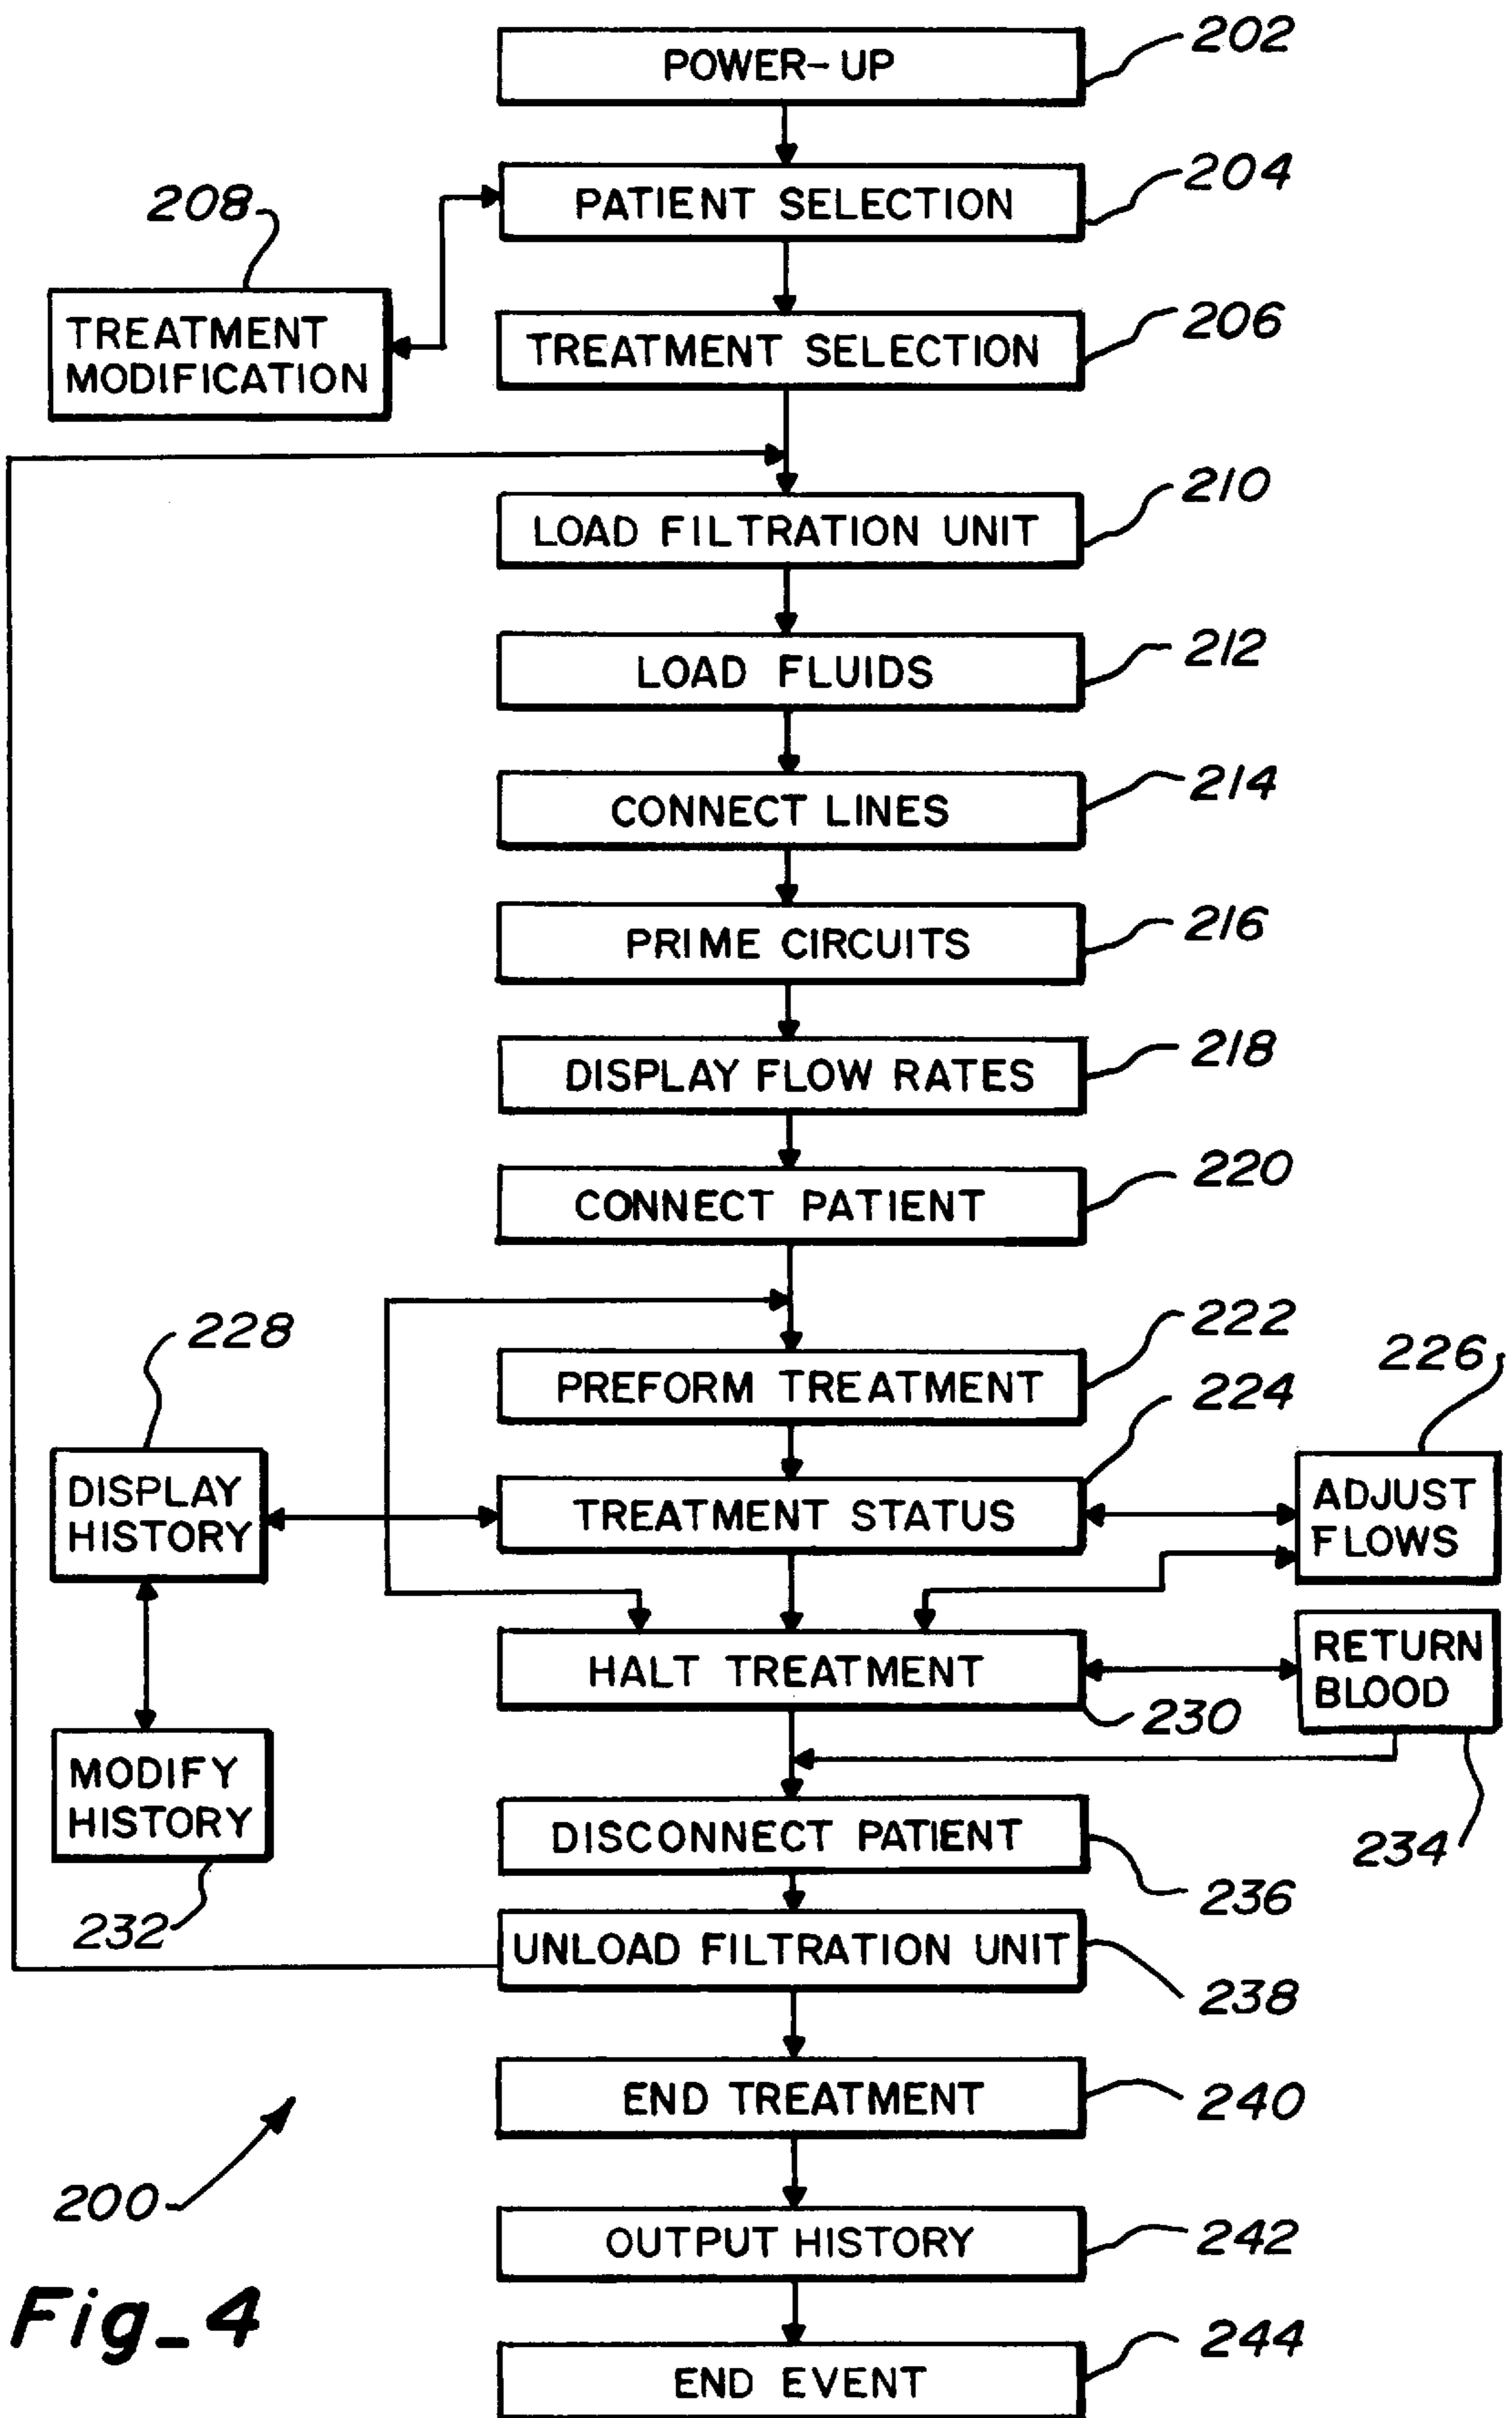 POWER-UP
202
PATIENT SELECTION
204
208
TREATMENT
MODIFICATION
TREATMENT SELECTION
206
LOAD FILTRATION UNIT
210
LOAD FLUIDS
212
CONNECT LINES
214
PRIME CIRCUITS
216
DISPLAY FLOW RATES
218
CONNECT PATIENT
220
PREFORM TREATMENT
222
224
226
228
DISPLAY
HISTORY
TREATMENT STATUS
ADJUST
FLOWS
HALT TREATMENT
230
RETURN
BLOOD
234
MODIFY
HISTORY
232
DISCONNECT PATIENT
236
UNLOAD FILTRATION UNIT
238
END TREATMENT
240
200
OUTPUT HISTORY
242
END EVENT
244
Fig_4